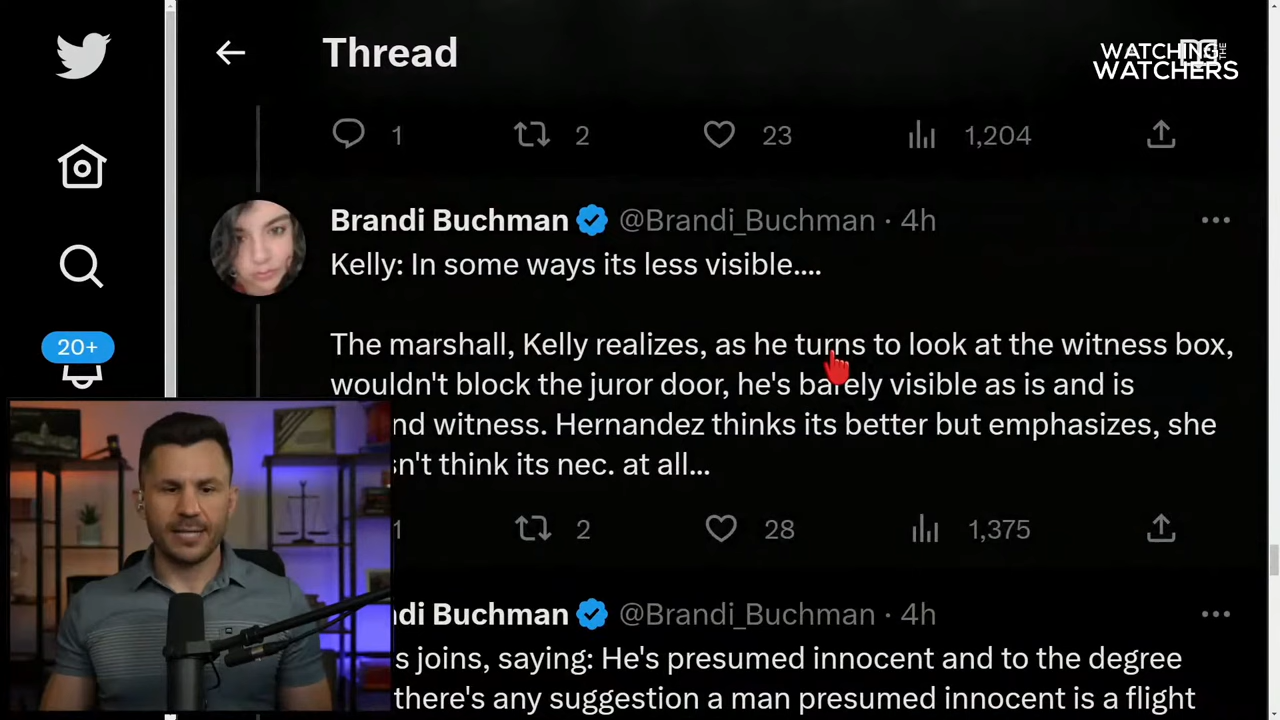 Thread
WATCHING THE
WATCHERS
1 2 23 1,204
Brandi Buchman @Brandi_Buchman · 4h
Kelly: In some ways its less visible....
The marshall, Kelly realizes, as he turns to look at the witness box,
wouldn't block the juror door, he's barely visible as is and is
nd witness. Hernandez thinks its better but emphasizes, she
sn't think its nec. at all...
1 2 28 1,375
20+
di Buchman @Brandi_Buchman · 4h
s joins, saying: He's presumed innocent and to the degree
there's any suggestion a man presumed innocent is a flight